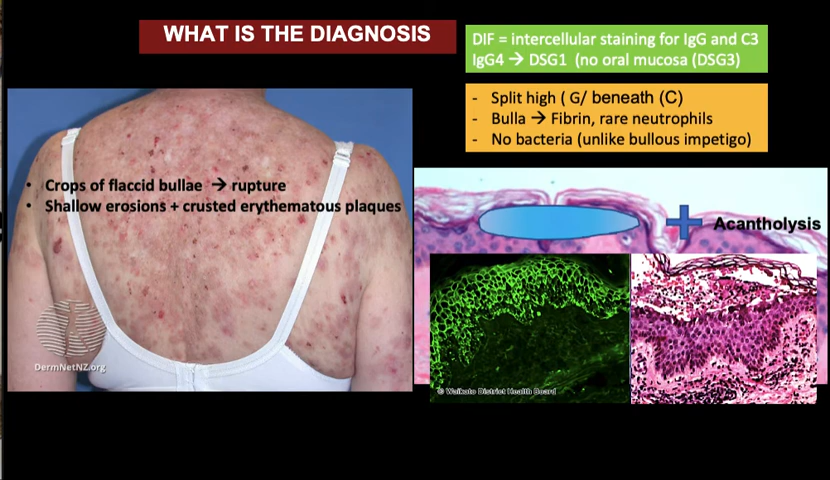 WHAT IS THE DIAGNOSIS
DIF = intercellular staining for IgG and C3
IgG4 → DSG1 (no oral mucosa (DSG3)
- Split high ( G/ beneath (C)
- Bulla → Fibrin, rare neutrophils
- No bacteria (unlike bullous impetigo)
• Crops of flaccid bullae → rupture
• Shallow erosions + crusted erythematous plaques
Acantholysis
DermNetNZ.org
© Waikato District Health Board